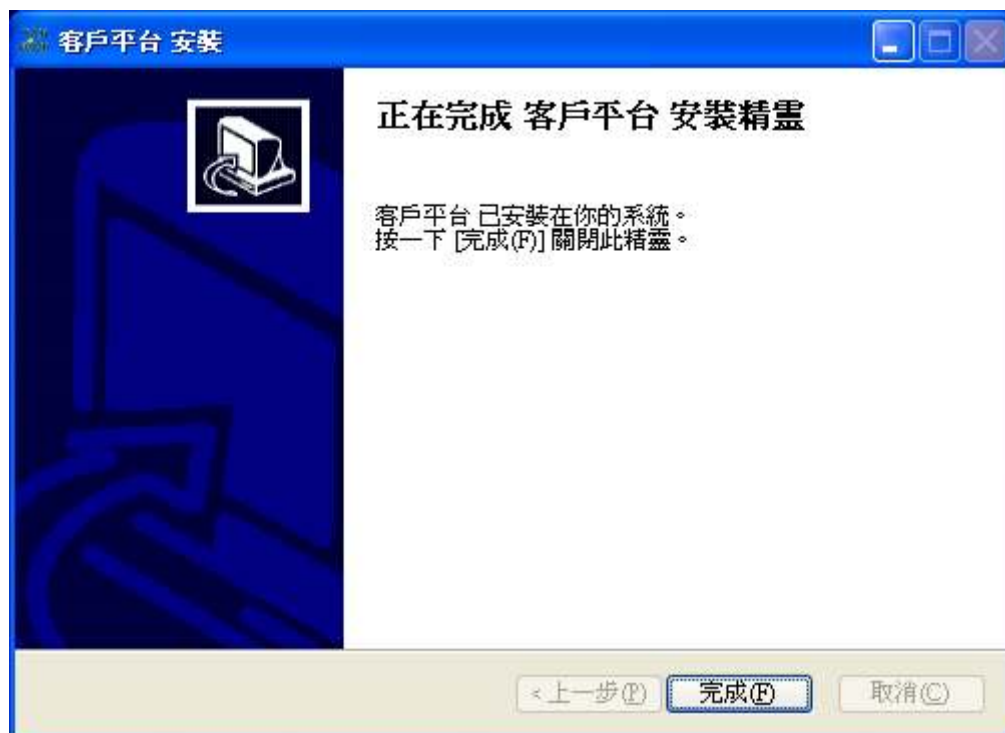 客戶平台 安裝
正在完成 客戶平台 安裝精靈
客戶平台 已安裝在你的系統。
按一下 [完成(F)] 關閉此精靈。
<上一步(P) 完成(F) 取消(C)